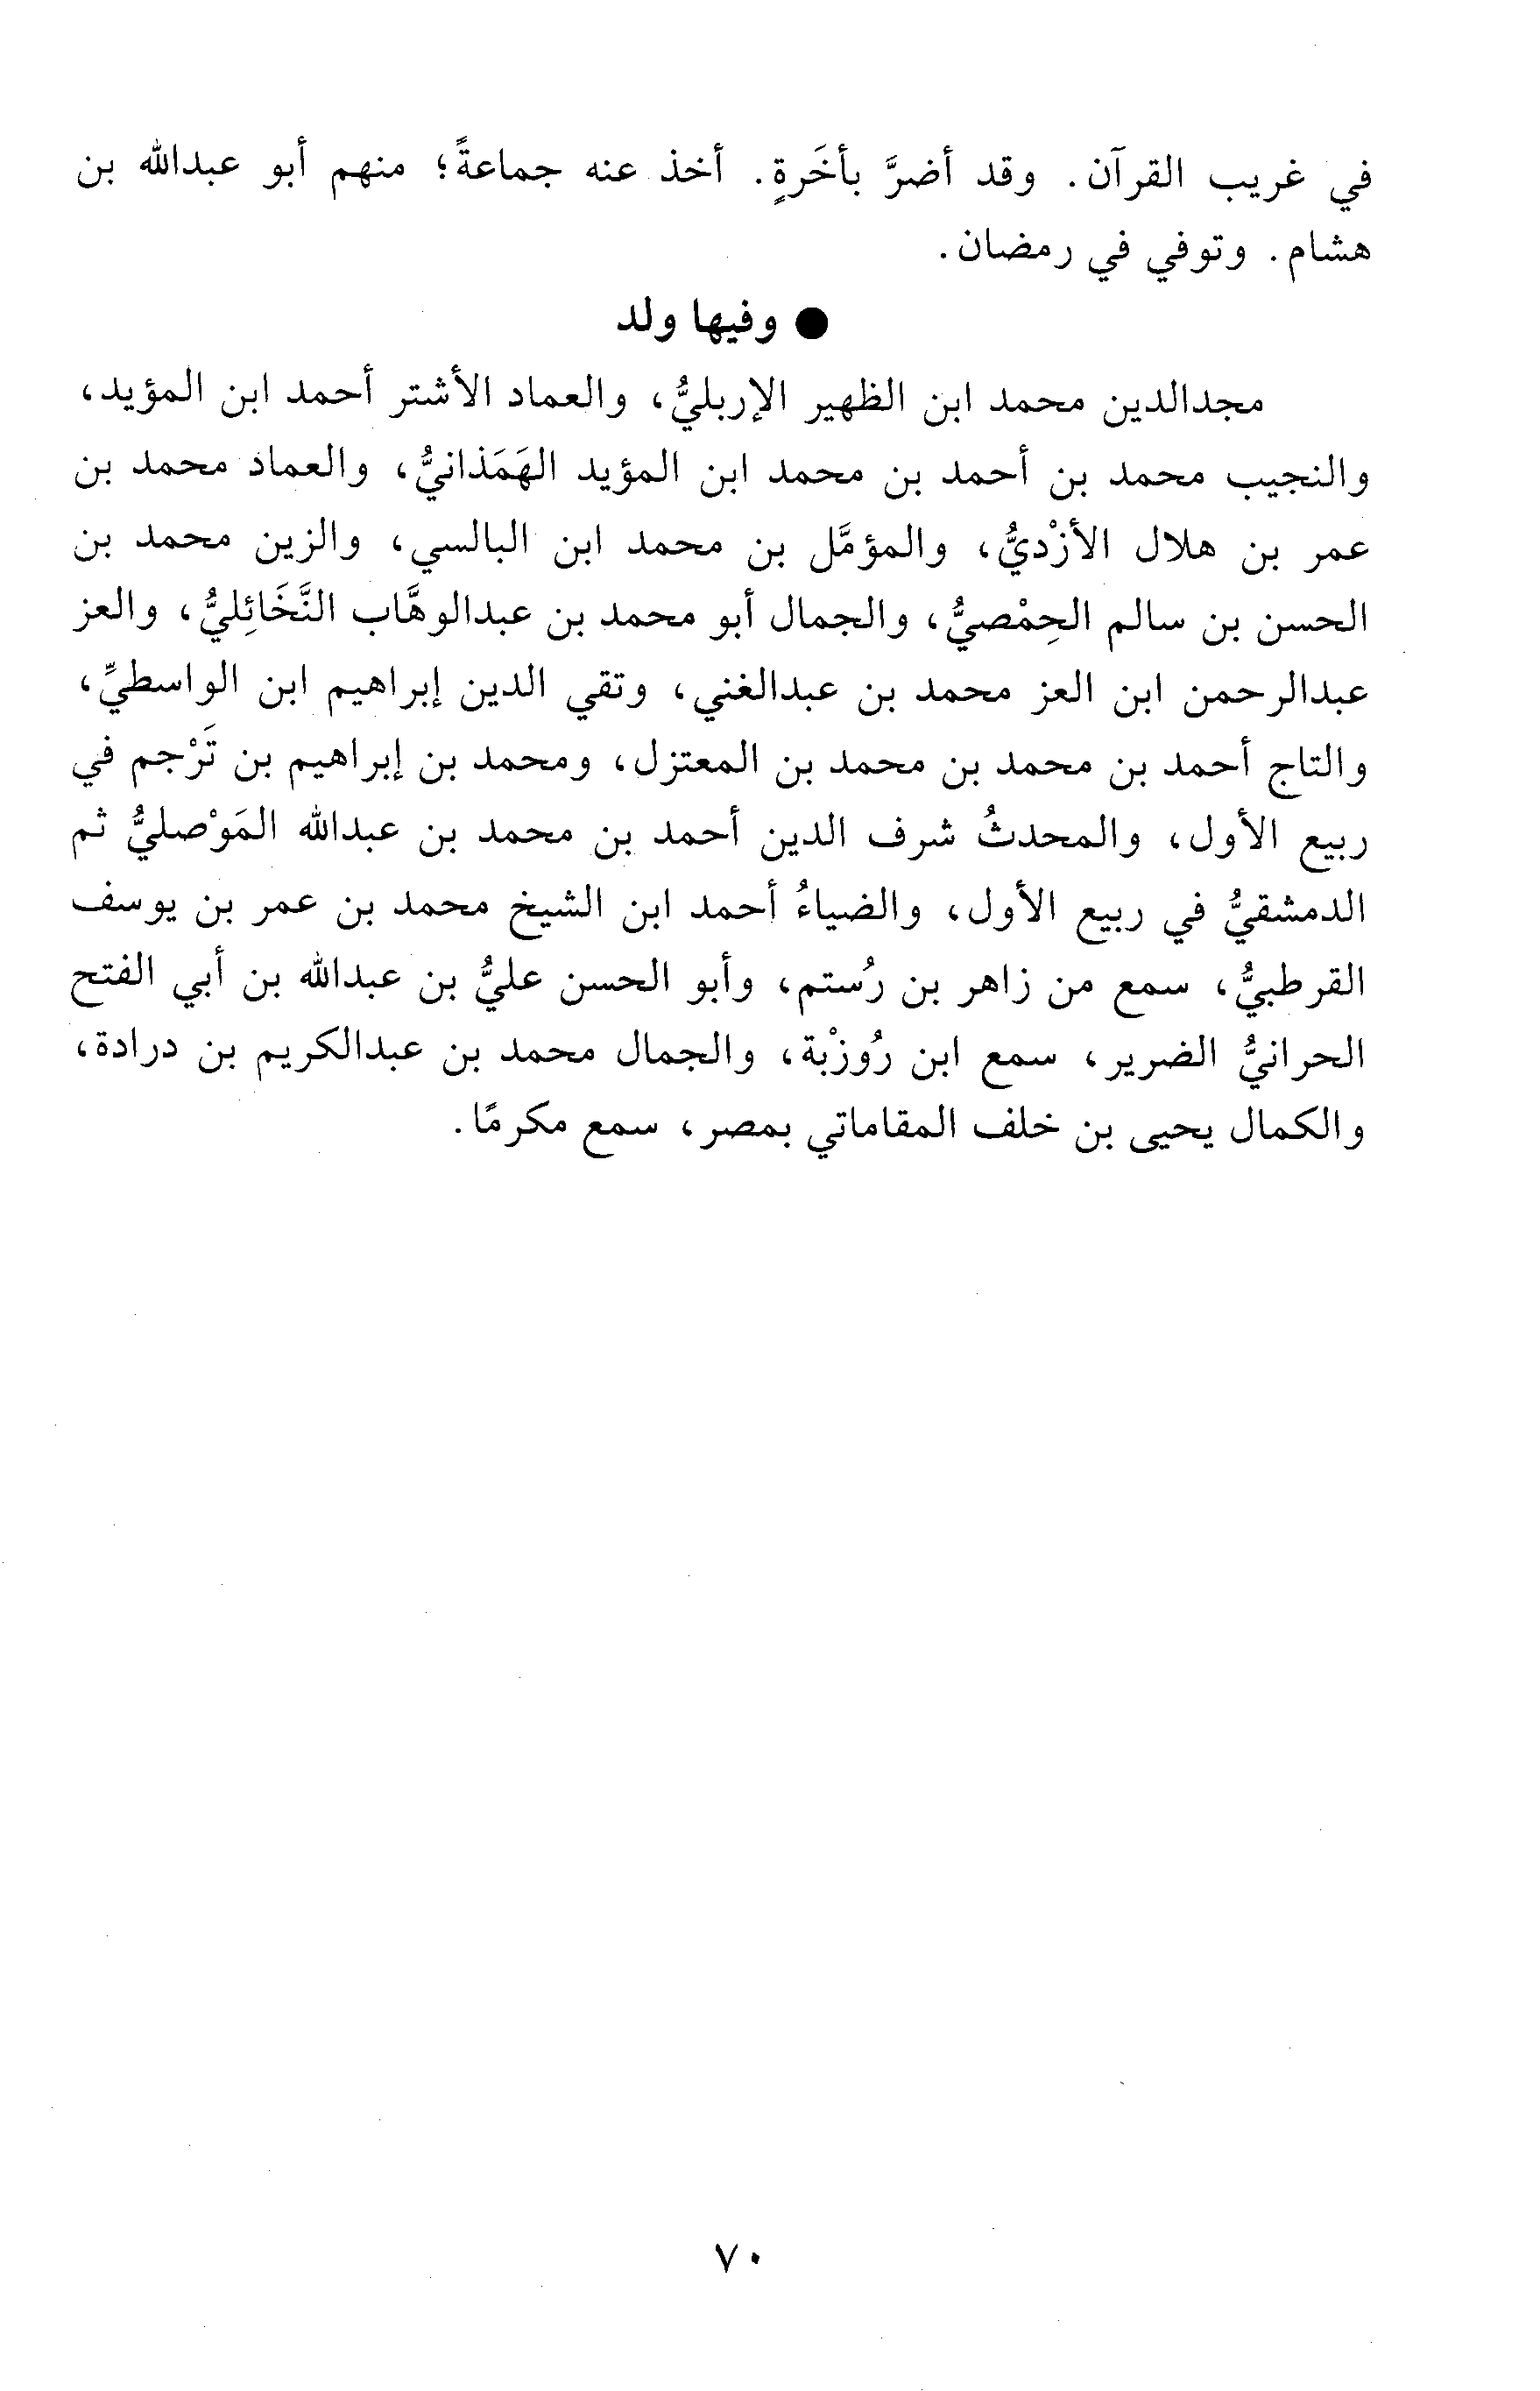 في غريب القرآن. وقد أضرَّ بأخَرةٍ. أخذ عنه جماعةً؛ منهم أبو عبدالله بن
هشام. وتوفي في رمضان.
● وفيها ولد
مجدالدين محمد ابن الظهير الإربليُّ، والعماد الأشتر أحمد ابن المؤيد،
والنجيب محمد بن أحمد بن محمد ابن المؤيد الهَمَذانيُّ، والعماد محمد بن
عمر بن هلال الأزْديُّ، والمؤمَّل بن محمد ابن البالسي، والزين محمد بن
الحسن بن سالم الحِمْصيُّ، والجمال أبو محمد بن عبدالوهَّاب النَّخَائِليُّ، والعز
عبدالرحمن ابن العز محمد بن عبدالغني، وتقي الدين إبراهيم ابن الواسطيِّ،
والتاج أحمد بن محمد بن محمد بن المعتزل، ومحمد بن إبراهيم بن تَرْجم في
ربيع الأول، والمحدثُ شرف الدين أحمد بن محمد بن عبدالله المَوْصليُّ ثم
الدمشقيُّ في ربيع الأول، والضياءُ أحمد ابن الشيخ محمد بن عمر بن يوسف
القرطبيُّ، سمع من زاهر بن رُستم، وأبو الحسن عليُّ بن عبدالله بن أبي الفتح
الحرانيُّ الضرير، سمع ابن رُوزْبة، والجمال محمد بن عبدالكريم بن درادة،
والكمال يحيى بن خلف المقاماتي بمصر، سمع مكرمًا.
٧٠